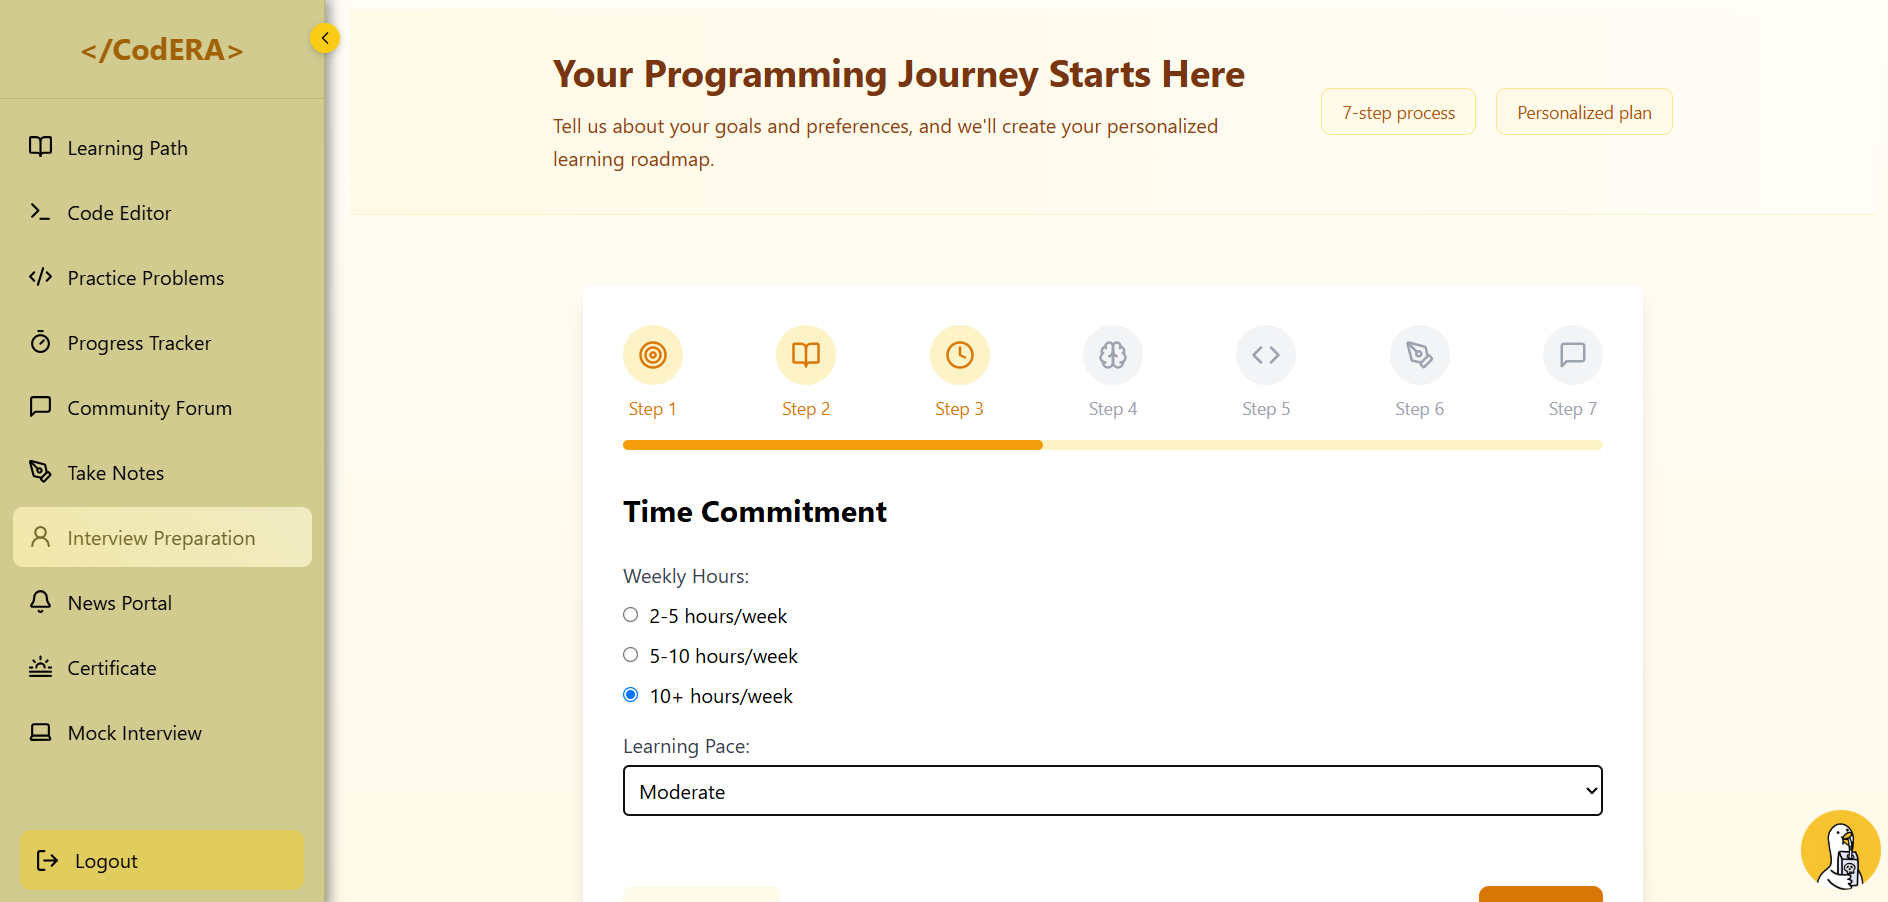 </CodERA>
Learning Path
Code Editor
Practice Problems
Progress Tracker
Community Forum
Take Notes
Interview Preparation
News Portal
Certificate
Mock Interview
Logout
Your Programming Journey Starts Here
Tell us about your goals and preferences, and we'll create your personalized
learning roadmap.
7-step process
Personalized plan
Step 1
Step 2
Step 3
Step 4
Step 5
Step 6
Step 7
Time Commitment
Weekly Hours:
2-5 hours/week
5-10 hours/week
10+ hours/week
Learning Pace:
Moderate